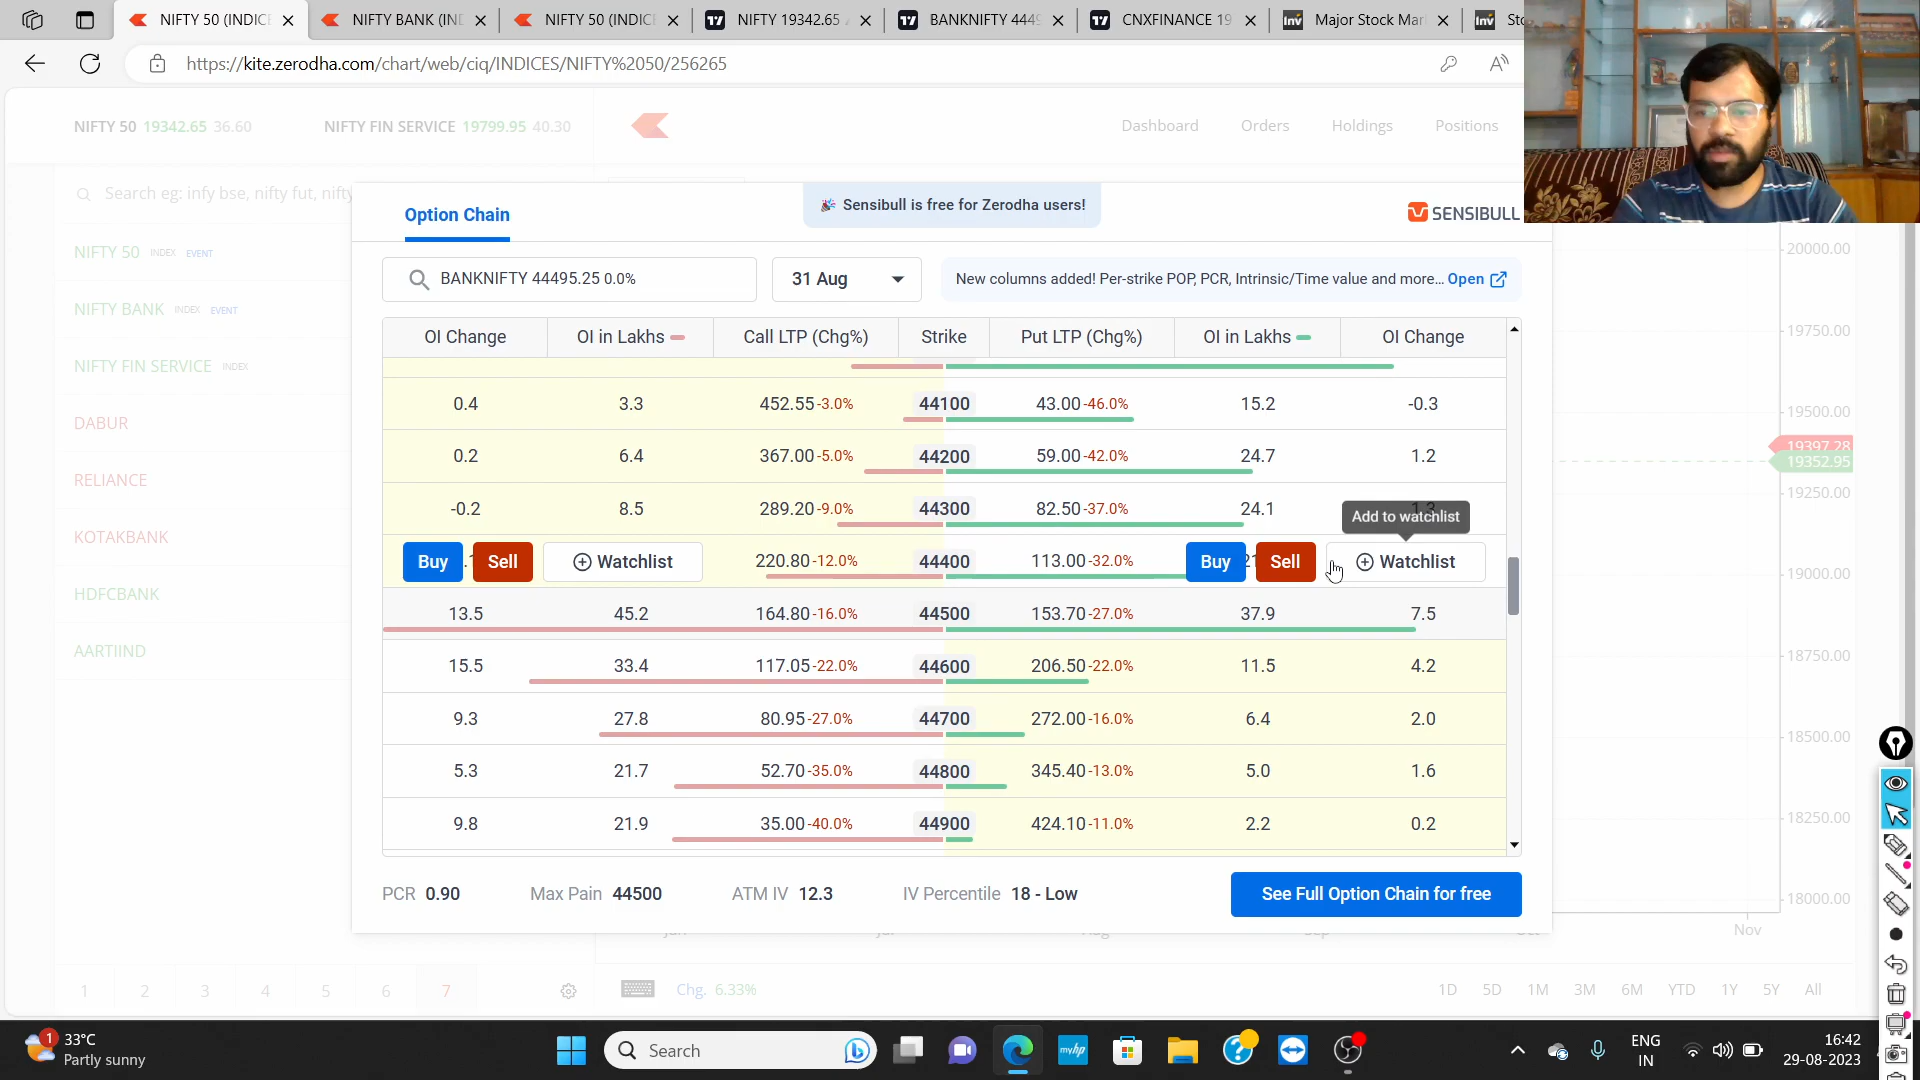 NIFTY 50 (INDIC
NIFTY BANK (IND
NIFTY 50 (INDIC
NIFTY 19342.65
BANKNIFTY 4449
CNXFINANCE 19
Major Stock Mar
Sto
https://kite.zerodha.com/chart/web/ciq/INDICES/NIFTY%2050/256265
NIFTY 50 19342.65 36.60
NIFTY FIN SERVICE 19799.95 40.30
Dashboard
Orders
Holdings
Positions
Search eg: infy bse, nifty fut, nifty
Option Chain
Sensibull is free for Zerodha users!
SENSIBULL
NIFTY 50 INDEX EVENT
NIFTY BANK INDEX EVENT
NIFTY FIN SERVICE INDEX
DABUR
RELIANCE
KOTAKBANK
HDFCBANK
AARTIIND
BANKNIFTY 44495.25 0.0%
31 Aug
New columns added! Per-strike POP, PCR, Intrinsic/Time value and more... Open
OI Change OI in Lakhs Call LTP (Chg%) Strike Put LTP (Chg%) OI in Lakhs OI Change
0.4 3.3 452.55 -3.0% 44100 43.00 -46.0% 15.2 -0.3
0.2 6.4 367.00 -5.0% 44200 59.00 -42.0% 24.7 1.2
-0.2 8.5 289.20 -9.0% 44300 82.50 -37.0% 24.1
Add to watchlist
Buy Sell Watchlist 220.80 -12.0% 44400 113.00 -32.0% Buy Sell Watchlist
13.5 45.2 164.80 -16.0% 44500 153.70 -27.0% 37.9 7.5
15.5 33.4 117.05 -22.0% 44600 206.50 -22.0% 11.5 4.2
9.3 27.8 80.95 -27.0% 44700 272.00 -16.0% 6.4 2.0
5.3 21.7 52.70 -35.0% 44800 345.40 -13.0% 5.0 1.6
9.8 21.9 35.00 -40.0% 44900 424.10 -11.0% 2.2 0.2
PCR 0.90
Max Pain 44500
ATM IV 12.3
IV Percentile 18 - Low
See Full Option Chain for free
20000.00
19750.00
19500.00
19397.28
19352.95
19250.00
19000.00
18750.00
18500.00
18250.00
18000.00
Aug
Sep
Nov
1 2 3 4 5 6 7
Chg. 6.33%
1D 5D 1M 3M 6M YTD 1Y 5Y All
1
33°C
Partly sunny
Search
myhp
ENG
IN
16:42
29-08-2023